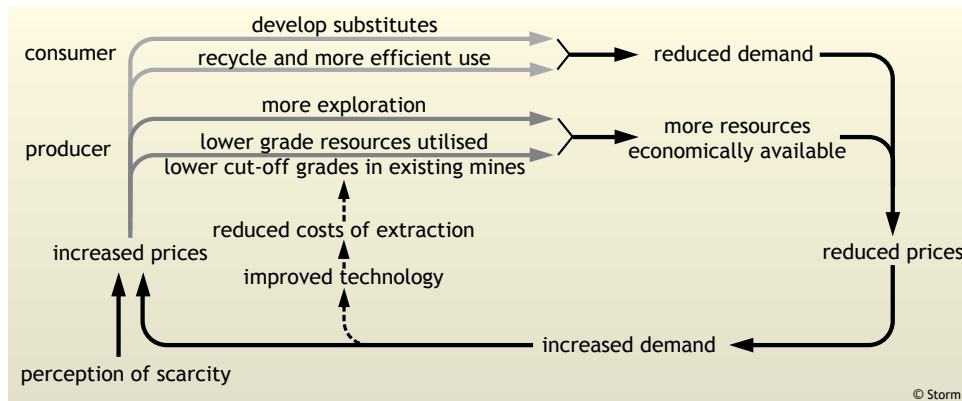 develop substitutes
consumer
recycle and more efficient use
reduced demand
more exploration
producer
lower grade resources utilised
lower cut-off grades in existing mines
more resources
economically available
reduced costs of extraction
increased prices
reduced prices
improved technology
increased demand
perception of scarcity
© Storm